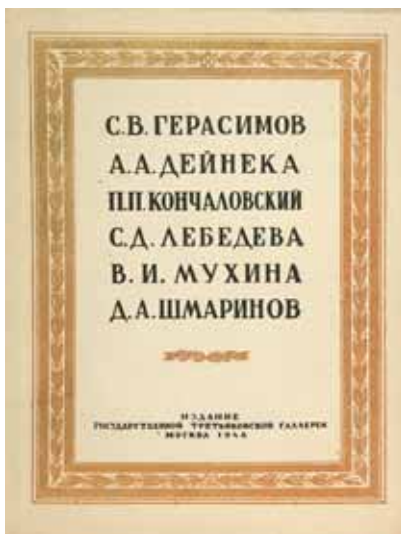 С.В. ГЕРАСИМОВ
А.А. ДЕЙНЕКА
П.П. КОНЧАЛОВСКИЙ
С.Д. ЛЕБЕДЕВА
В.И. МУХИНА
Д.А. ШМАРИНОВ
ИЗДАНИЕ
ГОСУДАРСТВЕННОЙ ТРЕТЬЯКОВСКОЙ ГАЛЛЕРЕИ
МОСКВА 1944